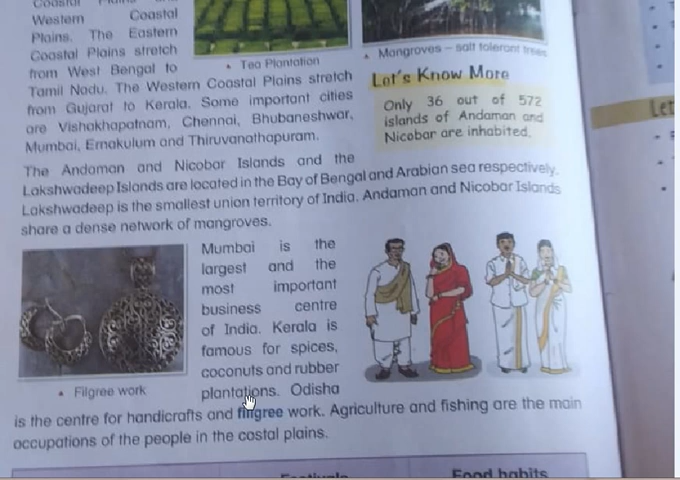 Coastal Plains and
Western Coastal
Plains. The Eastern
Coastal Plains stretch
from West Bengal to
Tamil Nadu. The Western Coastal Plains stretch
from Gujarat to Kerala. Some important cities
are Vishakhapatnam, Chennai, Bhubaneshwar,
Mumbai, Ernakulum and Thiruvanathapuram.
Tea Plantation
Mangroves – salt tolerant trees
Let's Know More
Only 36 out of 572
islands of Andaman and
Nicobar are inhabited.
The Andaman and Nicobar Islands and the
Lakshwadeep Islands are located in the Bay of Bengal and Arabian sea respectively.
Lakshwadeep is the smallest union territory of India. Andaman and Nicobar Islands
share a dense network of mangroves.
Mumbai is the
largest and the
most important
business centre
of India. Kerala is
famous for spices,
coconuts and rubber
plantations. Odisha
is the centre for handicrafts and filigree work. Agriculture and fishing are the main
occupations of the people in the costal plains.
Filgree work
Festivals
Food habits
Let